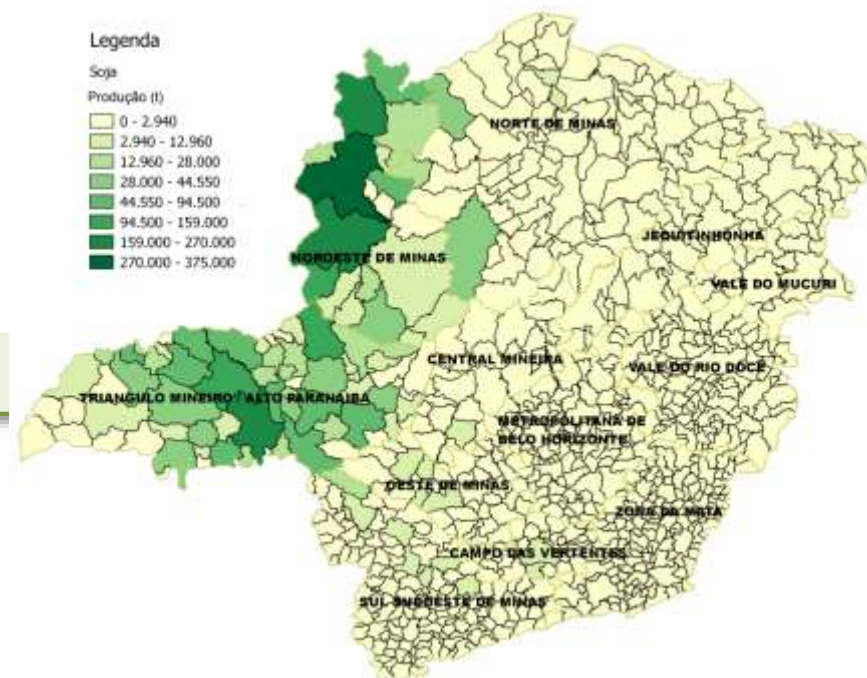 Legenda
Soja
Produção (t)
0 - 2.940
2.940 - 12.960
12.960 - 28.000
28.000 - 44.550
44.550 - 94.500
94.500 - 159.000
159.000 - 270.000
270.000 - 375.000
NORTE DE MINAS
JEQUITINHONHA
NOROESTE DE MINAS
VALE DO MUCURI
CENTRAL MINEIRA
VALE DO RIO DOCE
TRIANGULO MINEIRO/ ALTO PARANAIBA
METROPOLITANA DE
BELO HORIZONTE
OESTE DE MINAS
ZONA DA MATA
CAMPO DAS VERTENTES
SUL SUDOESTE DE MINAS